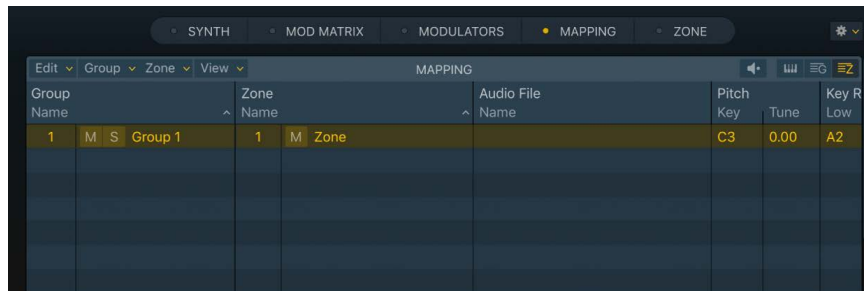 SYNTH MOD MATRIX MODULATORS MAPPING ZONE
Edit Group Zone View MAPPING G Z
Group Zone Audio File Pitch Key R
Name Name Name Key Tune Low
1 M S Group 1 1 M Zone C3 0.00 A2